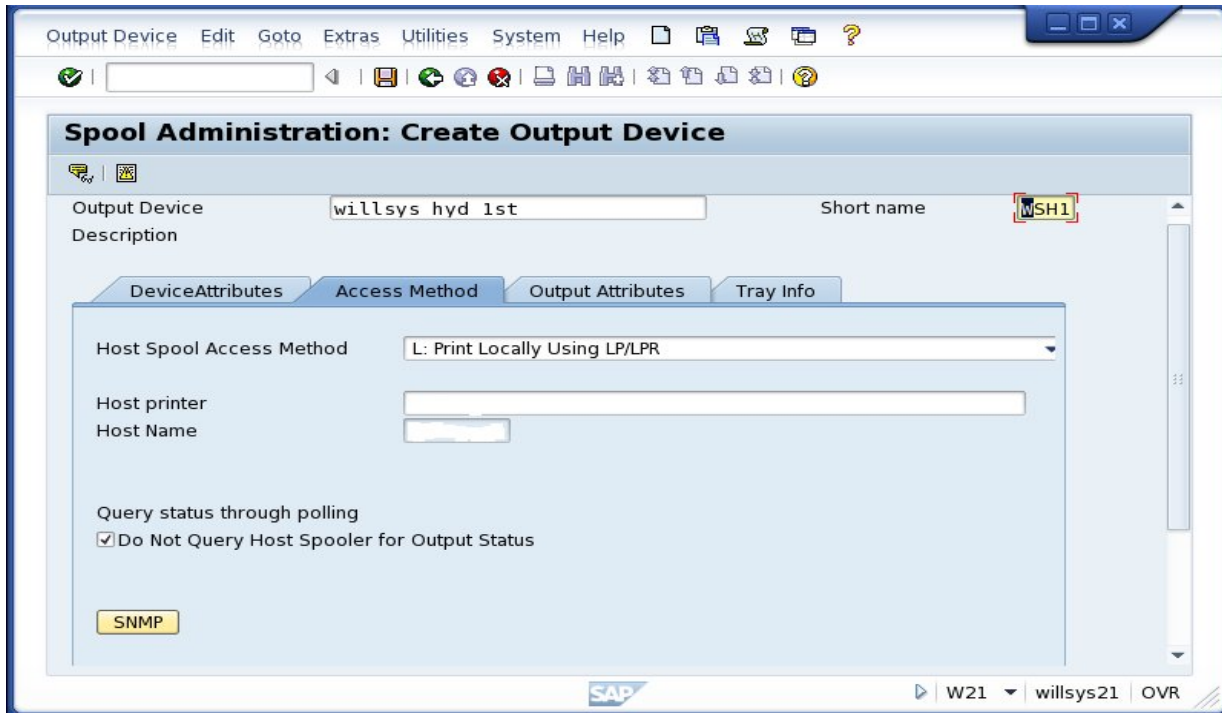 Output Device Edit Goto Extras Utilities System Help
Spool Administration: Create Output Device
Output Device willsys hyd 1st Short name WSH1
Description
DeviceAttributes Access Method Output Attributes Tray Info
Host Spool Access Method L: Print Locally Using LP/LPR
Host printer
Host Name
Query status through polling
Do Not Query Host Spooler for Output Status
SNMP
SAP W21 willsys21 OVR